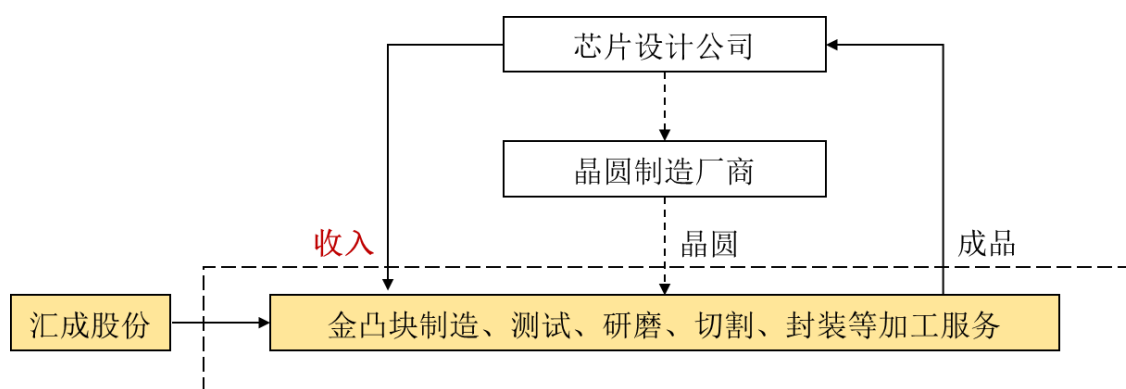 芯片设计公司
晶圆制造厂商
收入
晶圆
成品
汇成股份
金凸块制造、测试、研磨、切割、封装等加工服务